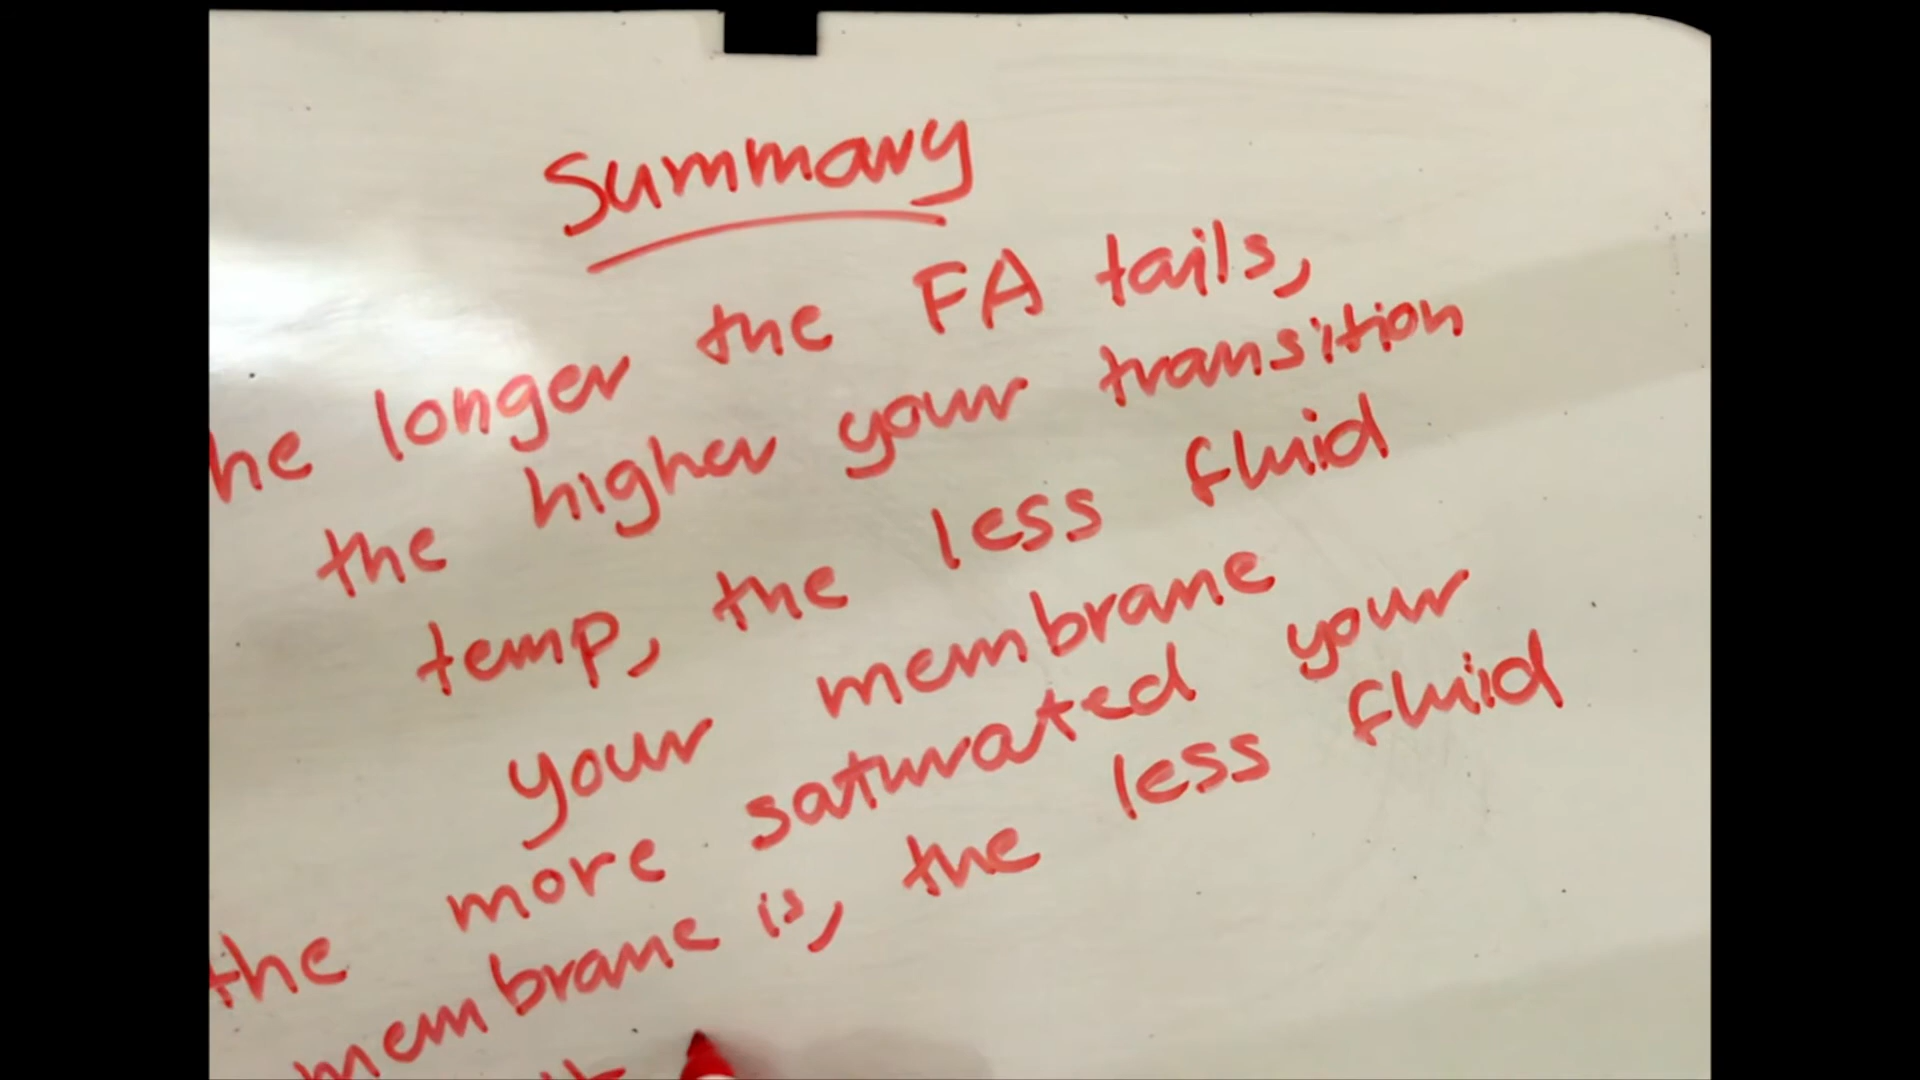 Summary
he longer the FA tails,
the higher your transition
temp, the less fluid
your membrane
the more saturated your
membrane is, the less fluid